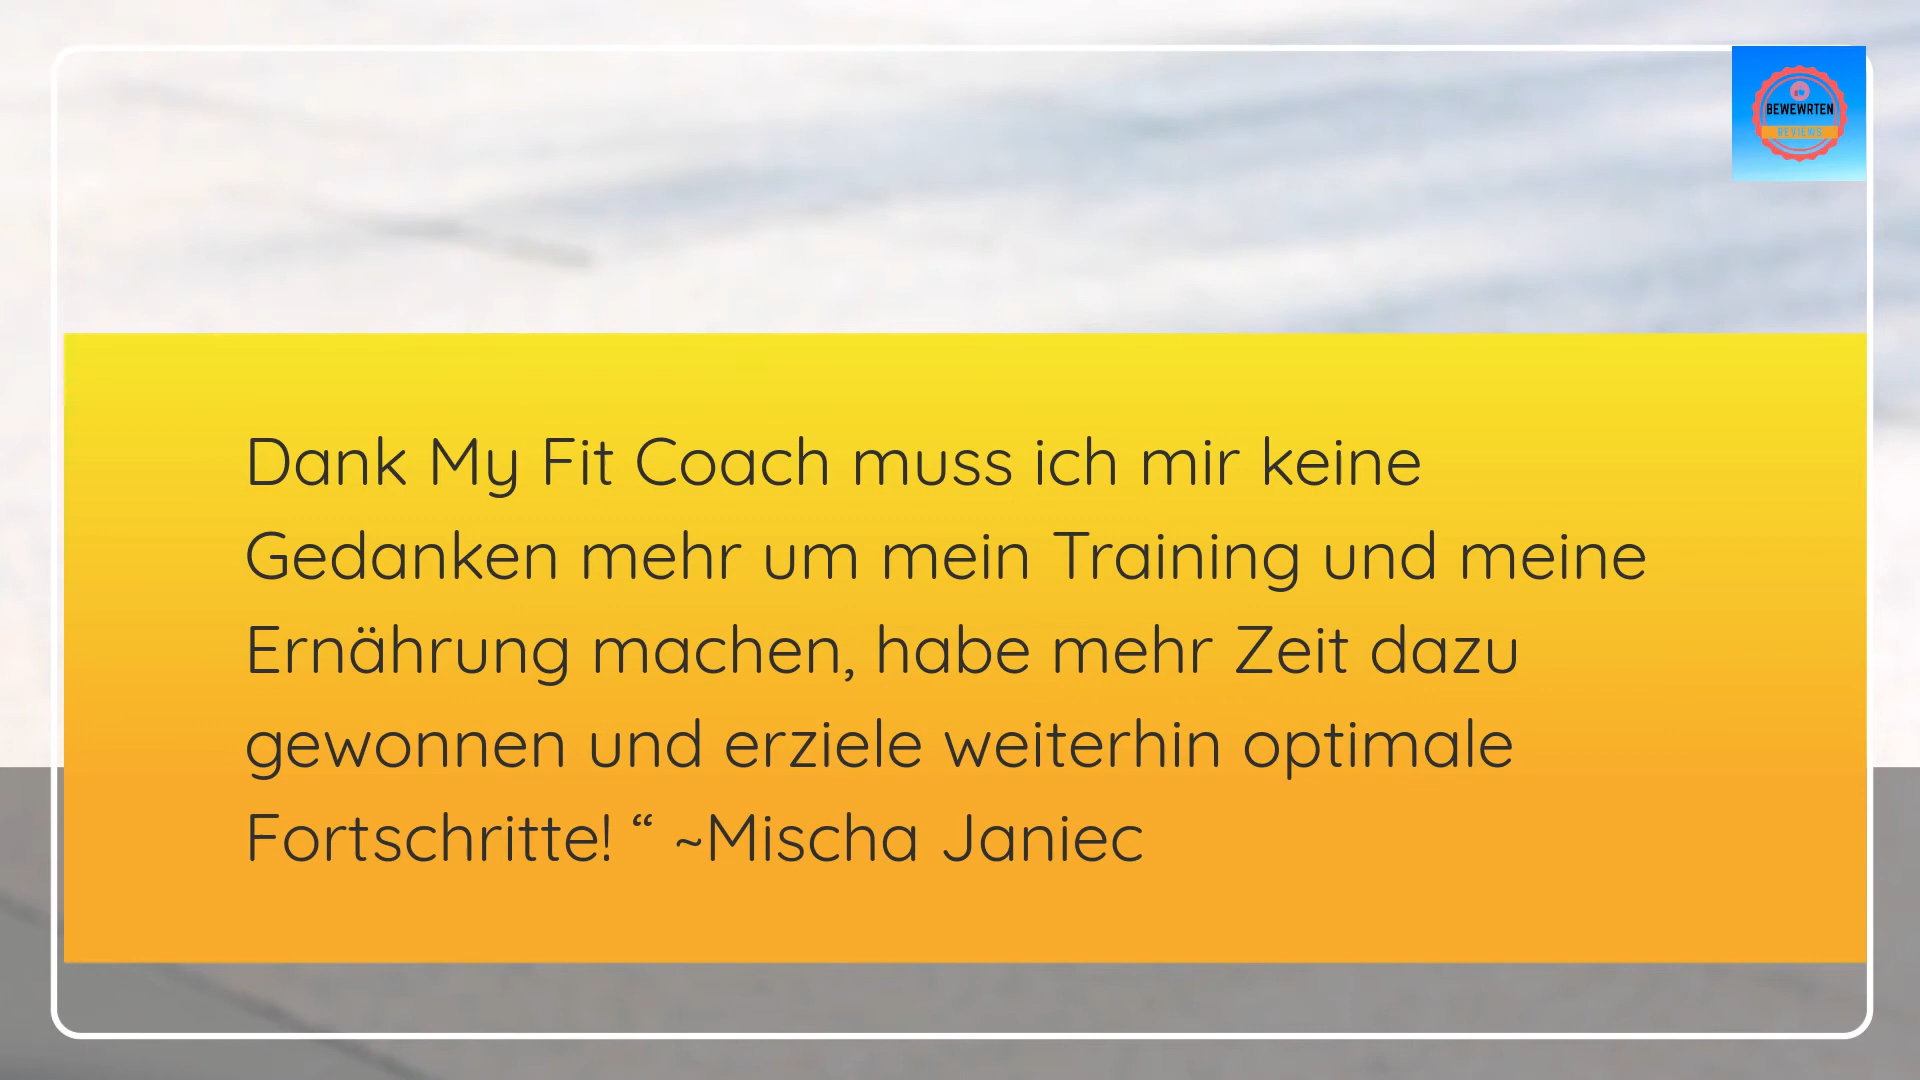 BEWEWRTEN
REVIEWS
Dank My Fit Coach muss ich mir keine
Gedanken mehr um mein Training und meine
Ernährung machen, habe mehr Zeit dazu
gewonnen und erziele weiterhin optimale
Fortschritte! “ ~Mischa Janiec